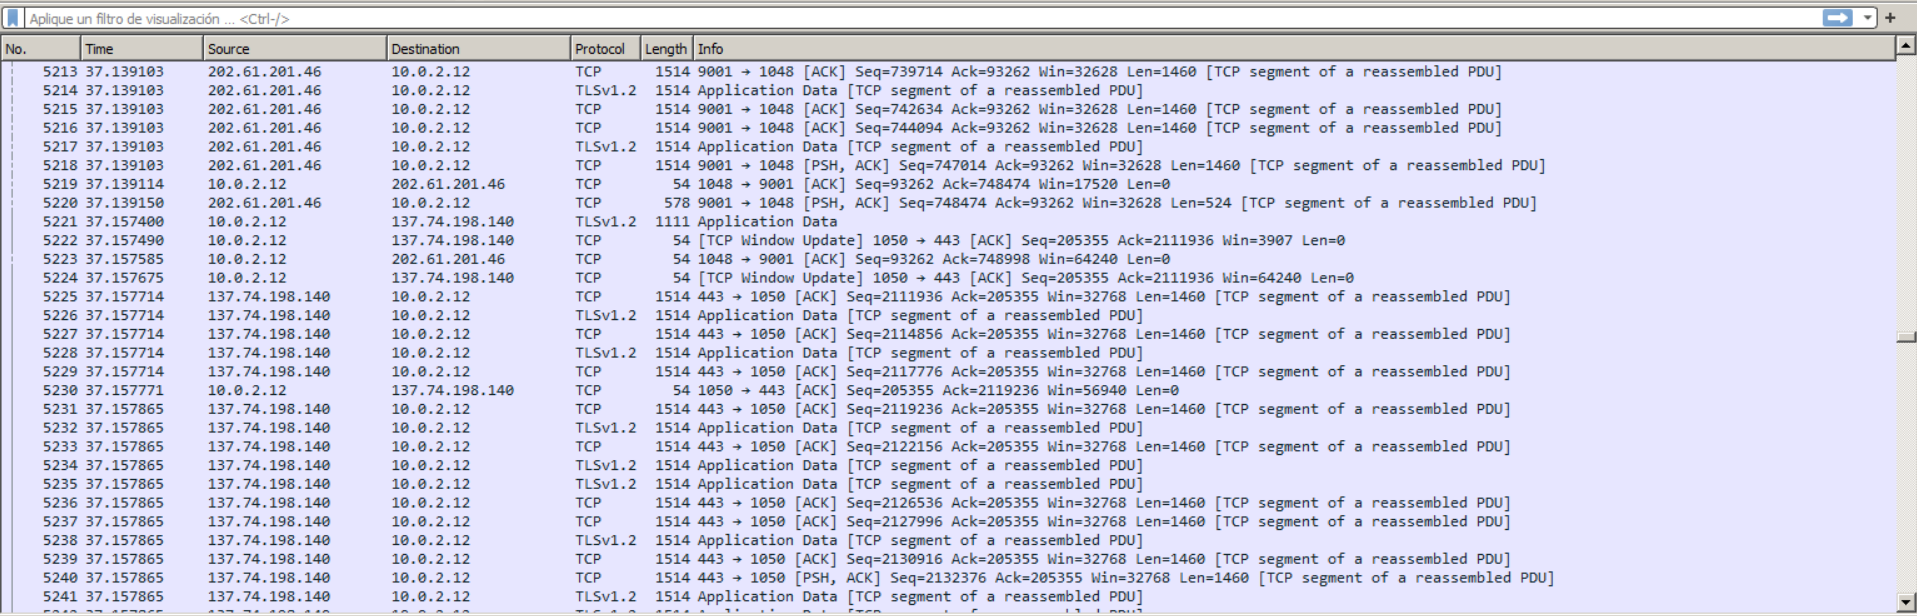 Aplique un filtro de visualización ... <Ctrl-/> +
No. Time Source Destination Protocol Length Info
5213 37.139103 202.61.201.46 10.0.2.12 TCP 1514 9001 → 1048 [ACK] Seq=739714 Ack=93262 Win=32628 Len=1460 [TCP segment of a reassembled PDU]
5214 37.139103 202.61.201.46 10.0.2.12 TLSv1.2 1514 Application Data [TCP segment of a reassembled PDU]
5215 37.139103 202.61.201.46 10.0.2.12 TCP 1514 9001 → 1048 [ACK] Seq=742634 Ack=93262 Win=32628 Len=1460 [TCP segment of a reassembled PDU]
5216 37.139103 202.61.201.46 10.0.2.12 TCP 1514 9001 → 1048 [ACK] Seq=744094 Ack=93262 Win=32628 Len=1460 [TCP segment of a reassembled PDU]
5217 37.139103 202.61.201.46 10.0.2.12 TLSv1.2 1514 Application Data [TCP segment of a reassembled PDU]
5218 37.139103 202.61.201.46 10.0.2.12 TCP 1514 9001 → 1048 [PSH, ACK] Seq=747014 Ack=93262 Win=32628 Len=1460 [TCP segment of a reassembled PDU]
5219 37.139114 10.0.2.12 202.61.201.46 TCP 54 1048 → 9001 [ACK] Seq=93262 Ack=748474 Win=17520 Len=0
5220 37.139150 202.61.201.46 10.0.2.12 TCP 578 9001 → 1048 [PSH, ACK] Seq=748474 Ack=93262 Win=32628 Len=524 [TCP segment of a reassembled PDU]
5221 37.157400 10.0.2.12 137.74.198.140 TLSv1.2 1111 Application Data
5222 37.157490 10.0.2.12 137.74.198.140 TCP 54 [TCP Window Update] 1050 → 443 [ACK] Seq=205355 Ack=2111936 Win=3907 Len=0
5223 37.157585 10.0.2.12 202.61.201.46 TCP 54 1048 → 9001 [ACK] Seq=93262 Ack=748998 Win=64240 Len=0
5224 37.157675 10.0.2.12 137.74.198.140 TCP 54 [TCP Window Update] 1050 → 443 [ACK] Seq=205355 Ack=2111936 Win=64240 Len=0
5225 37.157714 137.74.198.140 10.0.2.12 TCP 1514 443 → 1050 [ACK] Seq=2111936 Ack=205355 Win=32768 Len=1460 [TCP segment of a reassembled PDU]
5226 37.157714 137.74.198.140 10.0.2.12 TLSv1.2 1514 Application Data [TCP segment of a reassembled PDU]
5227 37.157714 137.74.198.140 10.0.2.12 TCP 1514 443 → 1050 [ACK] Seq=2114856 Ack=205355 Win=32768 Len=1460 [TCP segment of a reassembled PDU]
5228 37.157714 137.74.198.140 10.0.2.12 TLSv1.2 1514 Application Data [TCP segment of a reassembled PDU]
5229 37.157714 137.74.198.140 10.0.2.12 TCP 1514 443 → 1050 [ACK] Seq=2117776 Ack=205355 Win=32768 Len=1460 [TCP segment of a reassembled PDU]
5230 37.157771 10.0.2.12 137.74.198.140 TCP 54 1050 → 443 [ACK] Seq=205355 Ack=2119236 Win=56940 Len=0
5231 37.157865 137.74.198.140 10.0.2.12 TCP 1514 443 → 1050 [ACK] Seq=2119236 Ack=205355 Win=32768 Len=1460 [TCP segment of a reassembled PDU]
5232 37.157865 137.74.198.140 10.0.2.12 TLSv1.2 1514 Application Data [TCP segment of a reassembled PDU]
5233 37.157865 137.74.198.140 10.0.2.12 TCP 1514 443 → 1050 [ACK] Seq=2122156 Ack=205355 Win=32768 Len=1460 [TCP segment of a reassembled PDU]
5234 37.157865 137.74.198.140 10.0.2.12 TLSv1.2 1514 Application Data [TCP segment of a reassembled PDU]
5235 37.157865 137.74.198.140 10.0.2.12 TLSv1.2 1514 Application Data [TCP segment of a reassembled PDU]
5236 37.157865 137.74.198.140 10.0.2.12 TCP 1514 443 → 1050 [ACK] Seq=2126536 Ack=205355 Win=32768 Len=1460 [TCP segment of a reassembled PDU]
5237 37.157865 137.74.198.140 10.0.2.12 TCP 1514 443 → 1050 [ACK] Seq=2127996 Ack=205355 Win=32768 Len=1460 [TCP segment of a reassembled PDU]
5238 37.157865 137.74.198.140 10.0.2.12 TLSv1.2 1514 Application Data [TCP segment of a reassembled PDU]
5239 37.157865 137.74.198.140 10.0.2.12 TCP 1514 443 → 1050 [ACK] Seq=2130916 Ack=205355 Win=32768 Len=1460 [TCP segment of a reassembled PDU]
5240 37.157865 137.74.198.140 10.0.2.12 TCP 1514 443 → 1050 [PSH, ACK] Seq=2132376 Ack=205355 Win=32768 Len=1460 [TCP segment of a reassembled PDU]
5241 37.157865 137.74.198.140 10.0.2.12 TLSv1.2 1514 Application Data [TCP segment of a reassembled PDU]